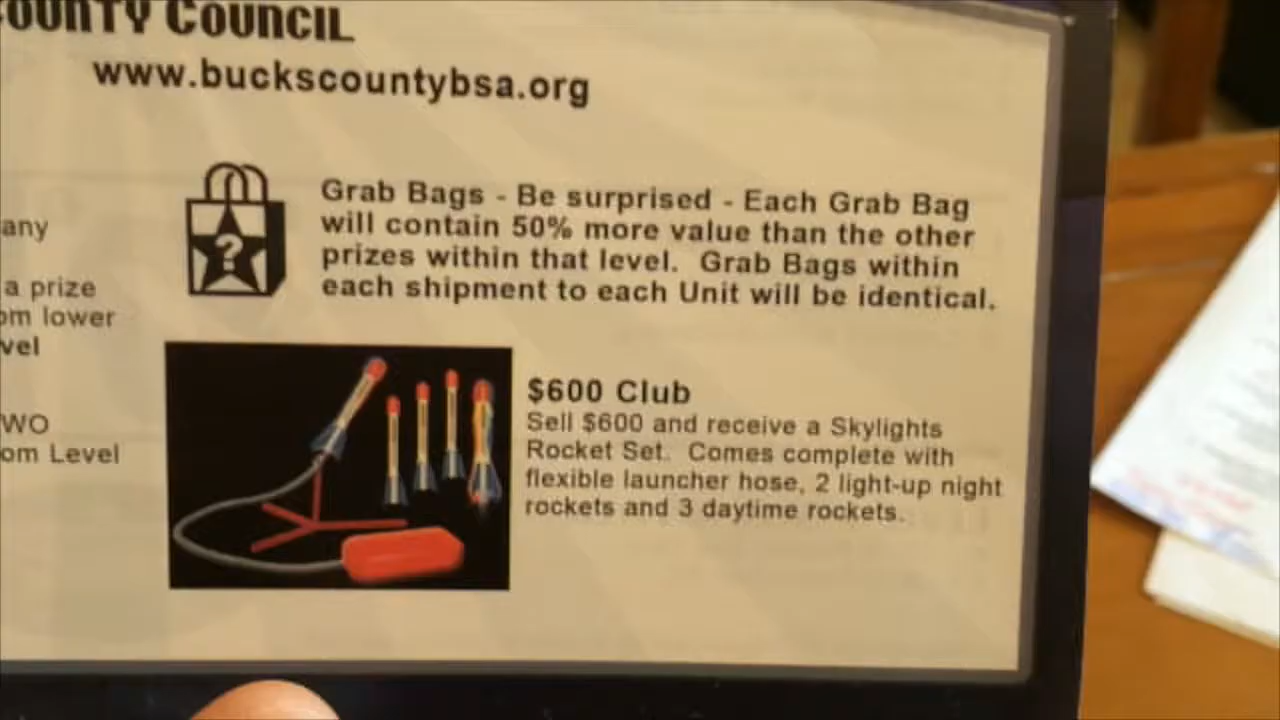 COUNTY COUNCIL
www.buckscountybsa.org
Grab Bags - Be surprised - Each Grab Bag
will contain 50% more value than the other
prizes within that level. Grab Bags within
each shipment to each Unit will be identical.
?
any
a prize
om lower
vel
WO
om Level
$600 Club
Sell $600 and receive a Skylights
Rocket Set. Comes complete with
flexible launcher hose, 2 light-up night
rockets and 3 daytime rockets.